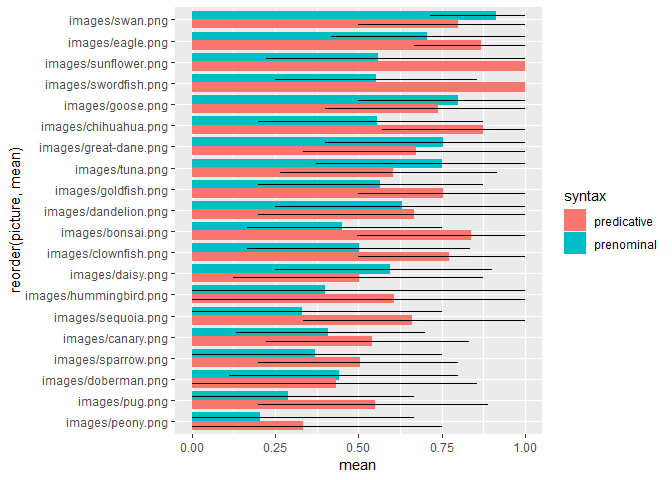 images/swan.png
images/eagle.png
images/sunflower.png
images/swordfish.png
images/goose.png
images/chihuahua.png
images/great-dane.png
images/tuna.png
images/goldfish.png
images/dandelion.png
images/bonsai.png
images/clownfish.png
images/daisy.png
images/hummingbird.png
images/sequoia.png
images/canary.png
images/sparrow.png
images/doberman.png
images/pug.png
images/peony.png
reorder(picture, mean)
0.00 0.25 0.50 0.75 1.00
mean
syntax
predicative
prenominal